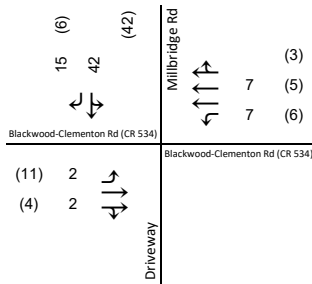 (6) (42)
15 42
Millbridge Rd
(3)
7 (5)
7 (6)
Blackwood-Clementon Rd (CR 534)
Blackwood-Clementon Rd (CR 534)
(11) 2
(4) 2
Driveway